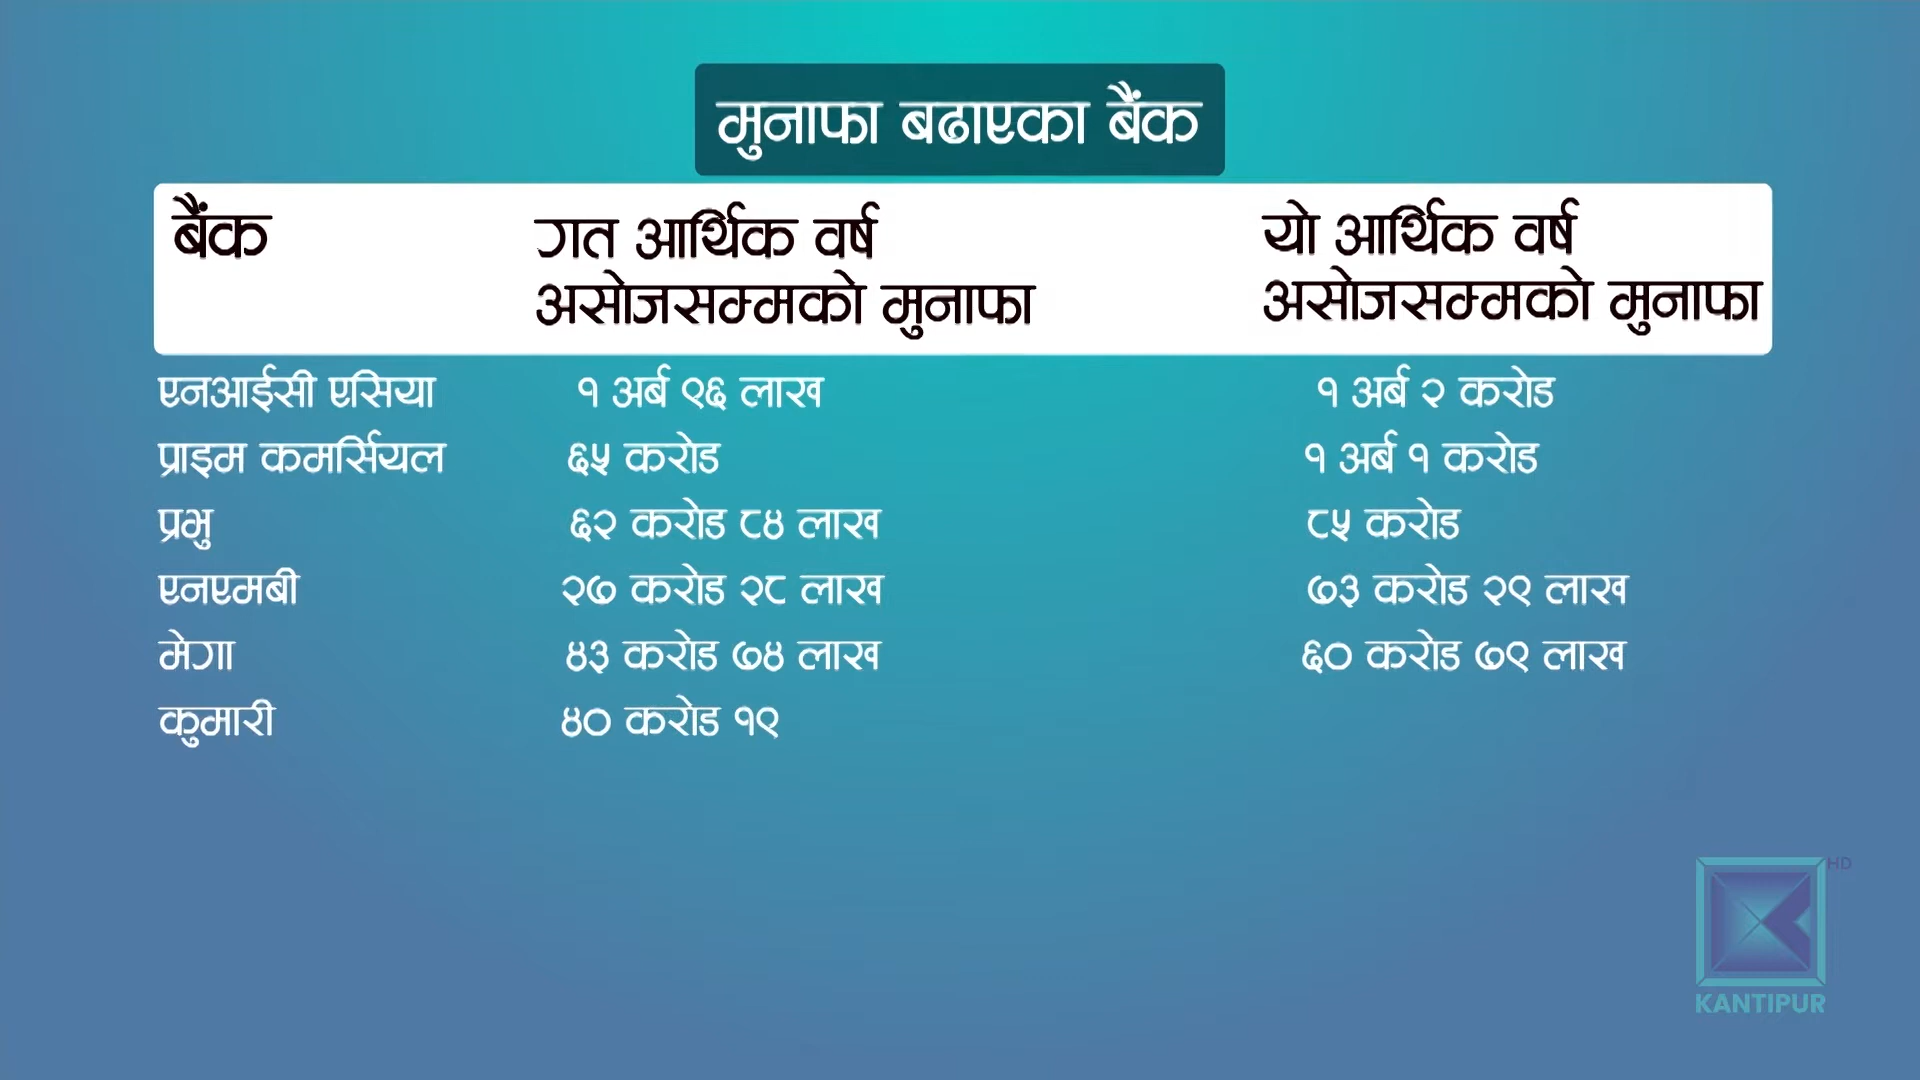 मुनाफा बढाएका बैंक
बैंक गत आर्थिक वर्ष असोजसम्मको मुनाफा यो आर्थिक वर्ष असोजसम्मको मुनाफा
एनआईसी एसिया १ अर्ब ९६ लाख १ अर्ब २ करोड
प्राइम कमर्सियल ६५ करोड १ अर्ब १ करोड
प्रभु ६२ करोड ८४ लाख ८५ करोड
एनएमबी २७ करोड २८ लाख ७३ करोड २९ लाख
मेगा ४३ करोड ७४ लाख ६० करोड ७९ लाख
कुमारी ४० करोड १९
HD
KANTIPUR